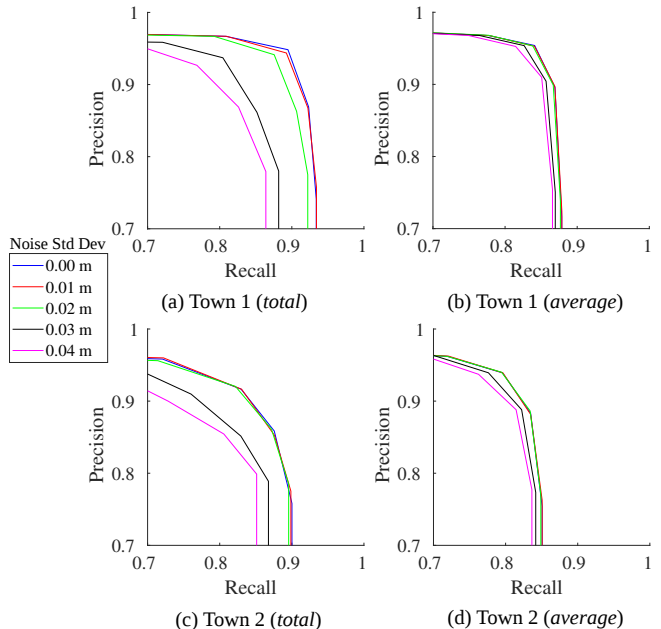 1
0.9
0.8
0.7
Precision
0.7 0.8 0.9 1
Recall
(a) Town 1 (total)
1
0.9
0.8
0.7
Precision
0.7 0.8 0.9 1
Recall
(b) Town 1 (average)
Noise Std Dev
0.00 m
0.01 m
0.02 m
0.03 m
0.04 m
1
0.9
0.8
0.7
Precision
0.7 0.8 0.9 1
Recall
(c) Town 2 (total)
1
0.9
0.8
0.7
Precision
0.7 0.8 0.9 1
Recall
(d) Town 2 (average)